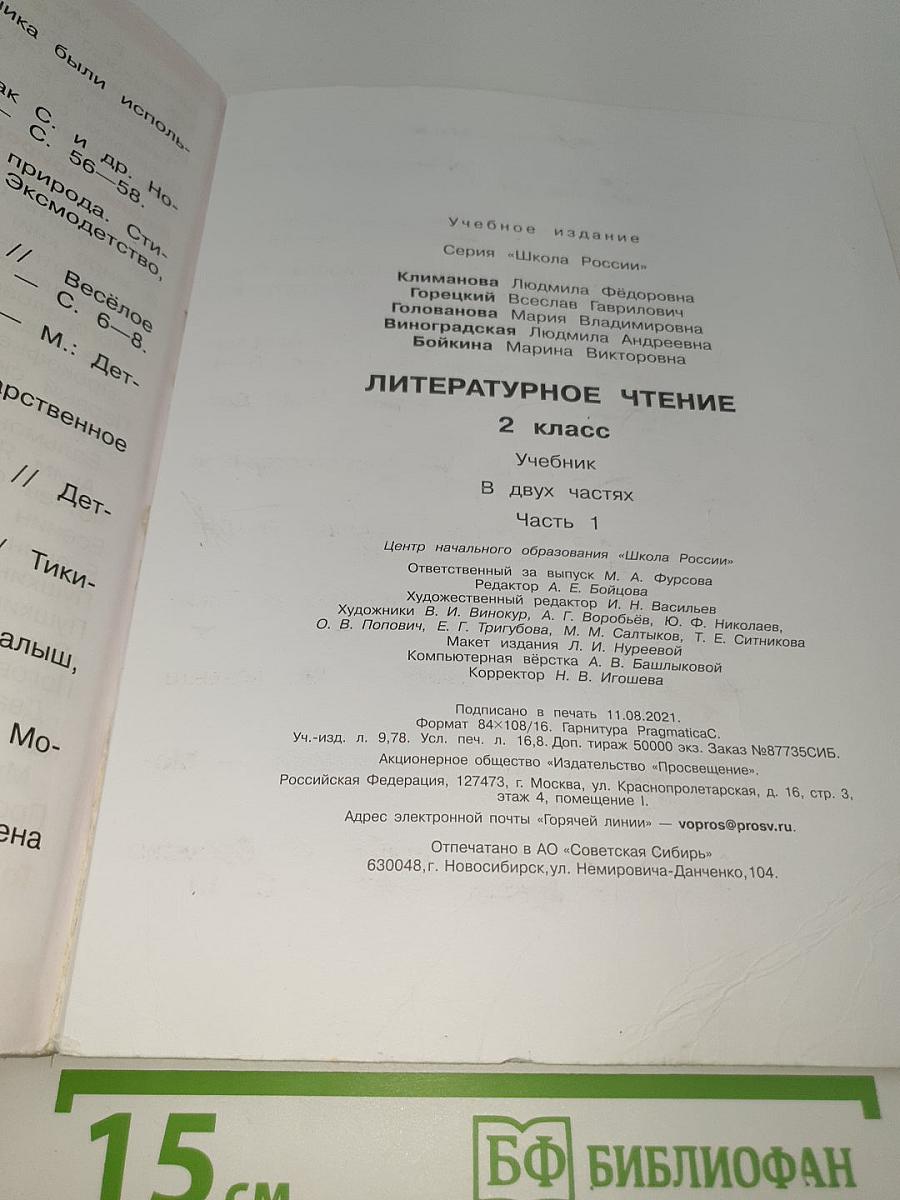 ика были исполь-
ак С. и др. Но-
— С. 56—58.
природа. Сти-
Эксмодетство,
// Весёлое
— С. 6—8.
— М.: Дет-
арственное
// Дет-
/ Тики-
алыш,
Мо-
ена
Учебное издание
Серия «Школа России»
Климанова Людмила Фёдоровна
Горецкий Всеслав Гаврилович
Голованова Мария Владимировна
Виноградская Людмила Андреевна
Бойкина Марина Викторовна
ЛИТЕРАТУРНОЕ ЧТЕНИЕ
2 класс
Учебник
В двух частях
Часть 1
Центр начального образования «Школа России»
Ответственный за выпуск М. А. Фурсова
Редактор А. Е. Бойцова
Художественный редактор И. Н. Васильев
Художники В. И. Винокур, А. Г. Воробьёв, Ю. Ф. Николаев,
О. В. Попович, Е. Г. Тригубова, М. М. Салтыков, Т. Е. Ситникова
Макет издания Л. И. Нуреевой
Компьютерная вёрстка А. В. Башлыковой
Корректор Н. В. Игошева
Подписано в печать 11.08.2021.
Формат 84×108/16. Гарнитура PragmaticaC.
Уч.-изд. л. 9,78. Усл. печ. л. 16,8. Доп. тираж 50000 экз. Заказ №87735СИБ.
Акционерное общество «Издательство «Просвещение».
Российская Федерация, 127473, г. Москва, ул. Краснопролетарская, д. 16, стр. 3,
этаж 4, помещение I.
Адрес электронной почты «Горячей линии» — vopros@prosv.ru.
Отпечатано в АО «Советская Сибирь»
630048, г. Новосибирск, ул. Немировича-Данченко, 104.
15 см
БФ БИБЛИОФАН